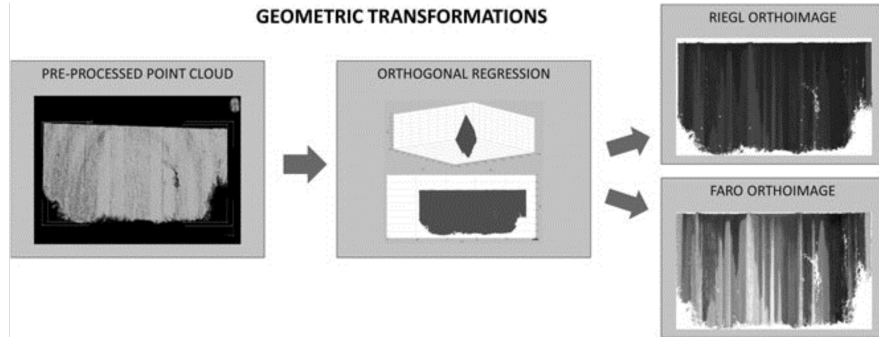 GEOMETRIC TRANSFORMATIONS
PRE-PROCESSED POINT CLOUD
ORTHOGONAL REGRESSION
RIEGL ORTHOIMAGE
FARO ORTHOIMAGE